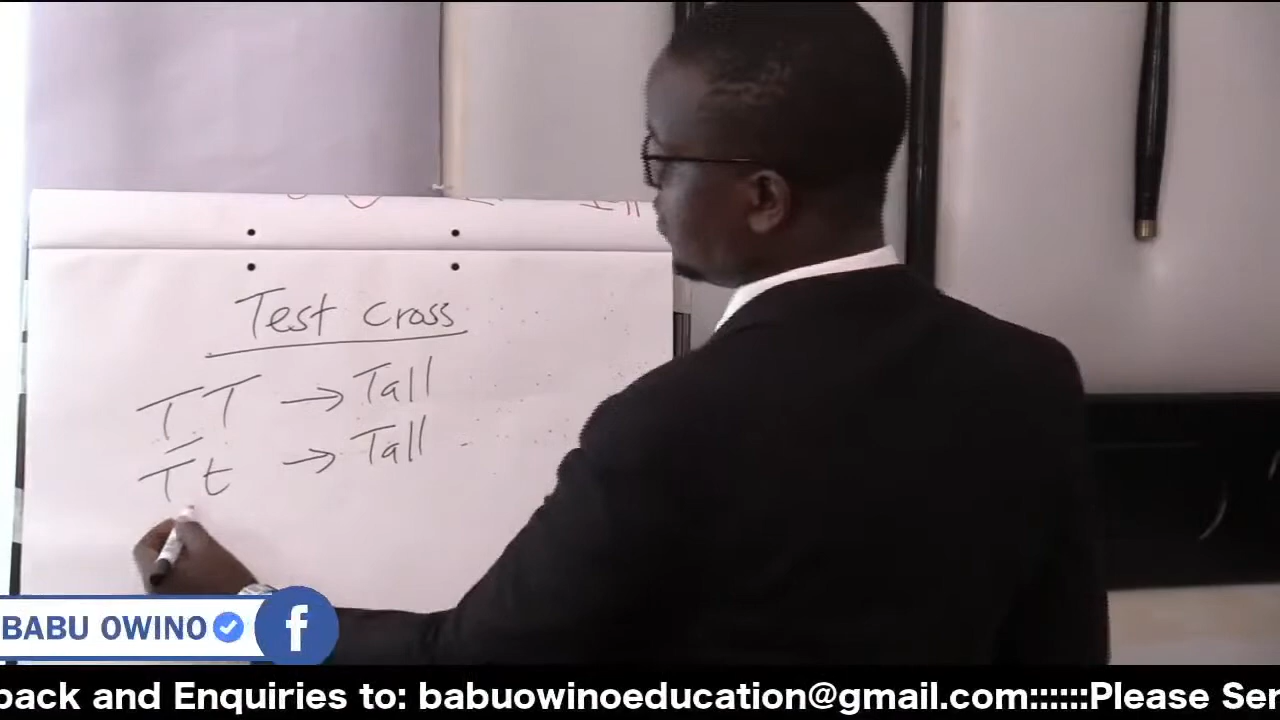 Test Cross
TT → Tall
Tt → Tall
BABU OWINO
f
back and Enquiries to: babuowinoeducation@gmail.com::::::Please Ser